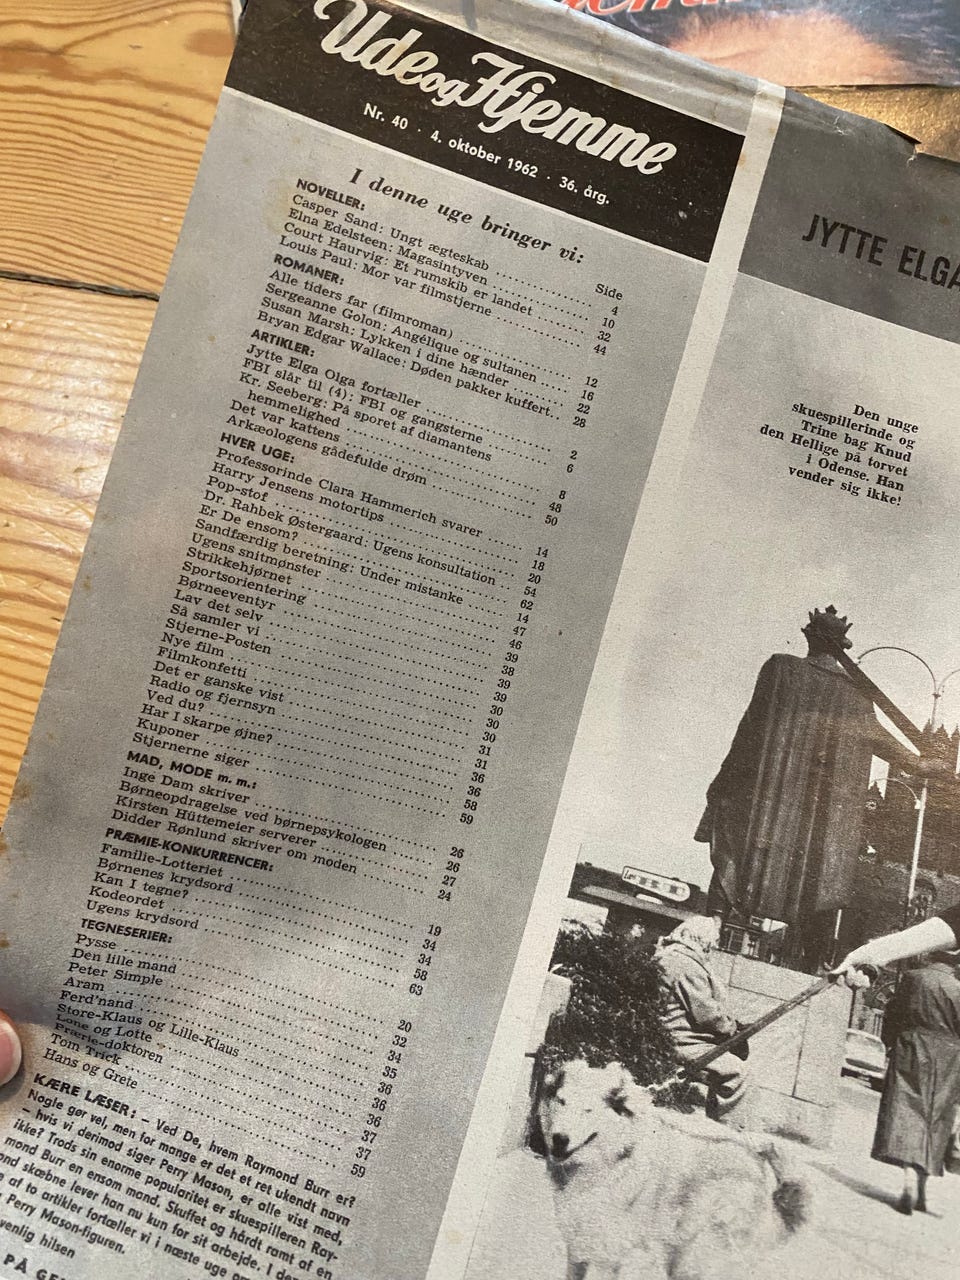 Ude og Hjemme
Nr. 40 · 4. oktober 1962 · 36. årg.
I denne uge bringer vi:
Side
NOVELLER:
Casper Sand: Ungt ægteskab 4
Elna Edelsteen: Magasintyven 10
Court Haurvig: Et rumskib er landet 32
Louis Paul: Mor var filmstjerne 44
ROMANER:
Alle tiders far (filmroman) 12
Sergeanne Golon: Angélique og sultanen 16
Susan Marsh: Lykken i dine hænder 22
Bryan Edgar Wallace: Døden pakker kuffert 28
ARTIKLER:
Jytte Elga Olga fortæller 2
FBI slår til (4): FBI og gangsterne 6
Kr. Seeberg: På sporet af diamantens
hemmelighed 8
Det var kattens 48
Arkæologens gådefulde drøm 50
HVER UGE:
Professorinde Clara Hammerich svarer 14
Harry Jensens motortips 18
Pop-stof 20
Dr. Rahbek Østergaard: Ugens konsultation 54
Er De ensom? 62
Sandfærdig beretning: Under mistanke 14
Ugens snitmønster 47
Strikkehjørnet 46
Sportsorientering 39
Børneeventyr 38
Lav det selv 39
Så samler vi 39
Stjerne-Posten 30
Nye film 30
Filmkonfetti 30
Det er ganske vist 31
Radio og fjernsyn 31
Ved du? 36
Har I skarpe øjne? 36
Kuponer 58
Stjernerne siger 59
MAD, MODE m. m.:
Inge Dam skriver 26
Børneopdragelse ved børnepsykologen 26
Kirsten Hüttemeier serverer 27
Didder Rønlund skriver om moden 24
PRÆMIE-KONKURRENCER:
Familie-Lotteriet 19
Børnenes krydsord 34
Kan I tegne? 34
Kodeordet 58
Ugens krydsord 63
TEGNESERIER:
Pysse 20
Den lille mand 32
Peter Simple 34
Aram 35
Ferd'nand 36
Store-Klaus og Lille-Klaus 36
Lone og Lotte 36
Prærie-doktoren 37
Tom Trick 37
Hans og Grete 59
KÆRE LÆSER: – Ved De, hvem Raymond Burr er?
Nogle gør vel, men for mange er det et ret ukendt navn
– hvis vi derimod siger Perry Mason, er alle vist med,
ikke? Trods sin enorme popularitet er skuespilleren Ray-
mond Burr en ensom mand. Skuffet og hårdt ramt af en
ond skæbne lever han nu kun for sit arbejde. I
af to artikler fortæller vi i næste uge
Perry Mason-figuren.
venlig hilsen
PÅ
JYTTE ELGA
Den unge
skuespillerinde og
Trine bag Knud
den Hellige på torvet
i Odense. Han
vender sig ikke!